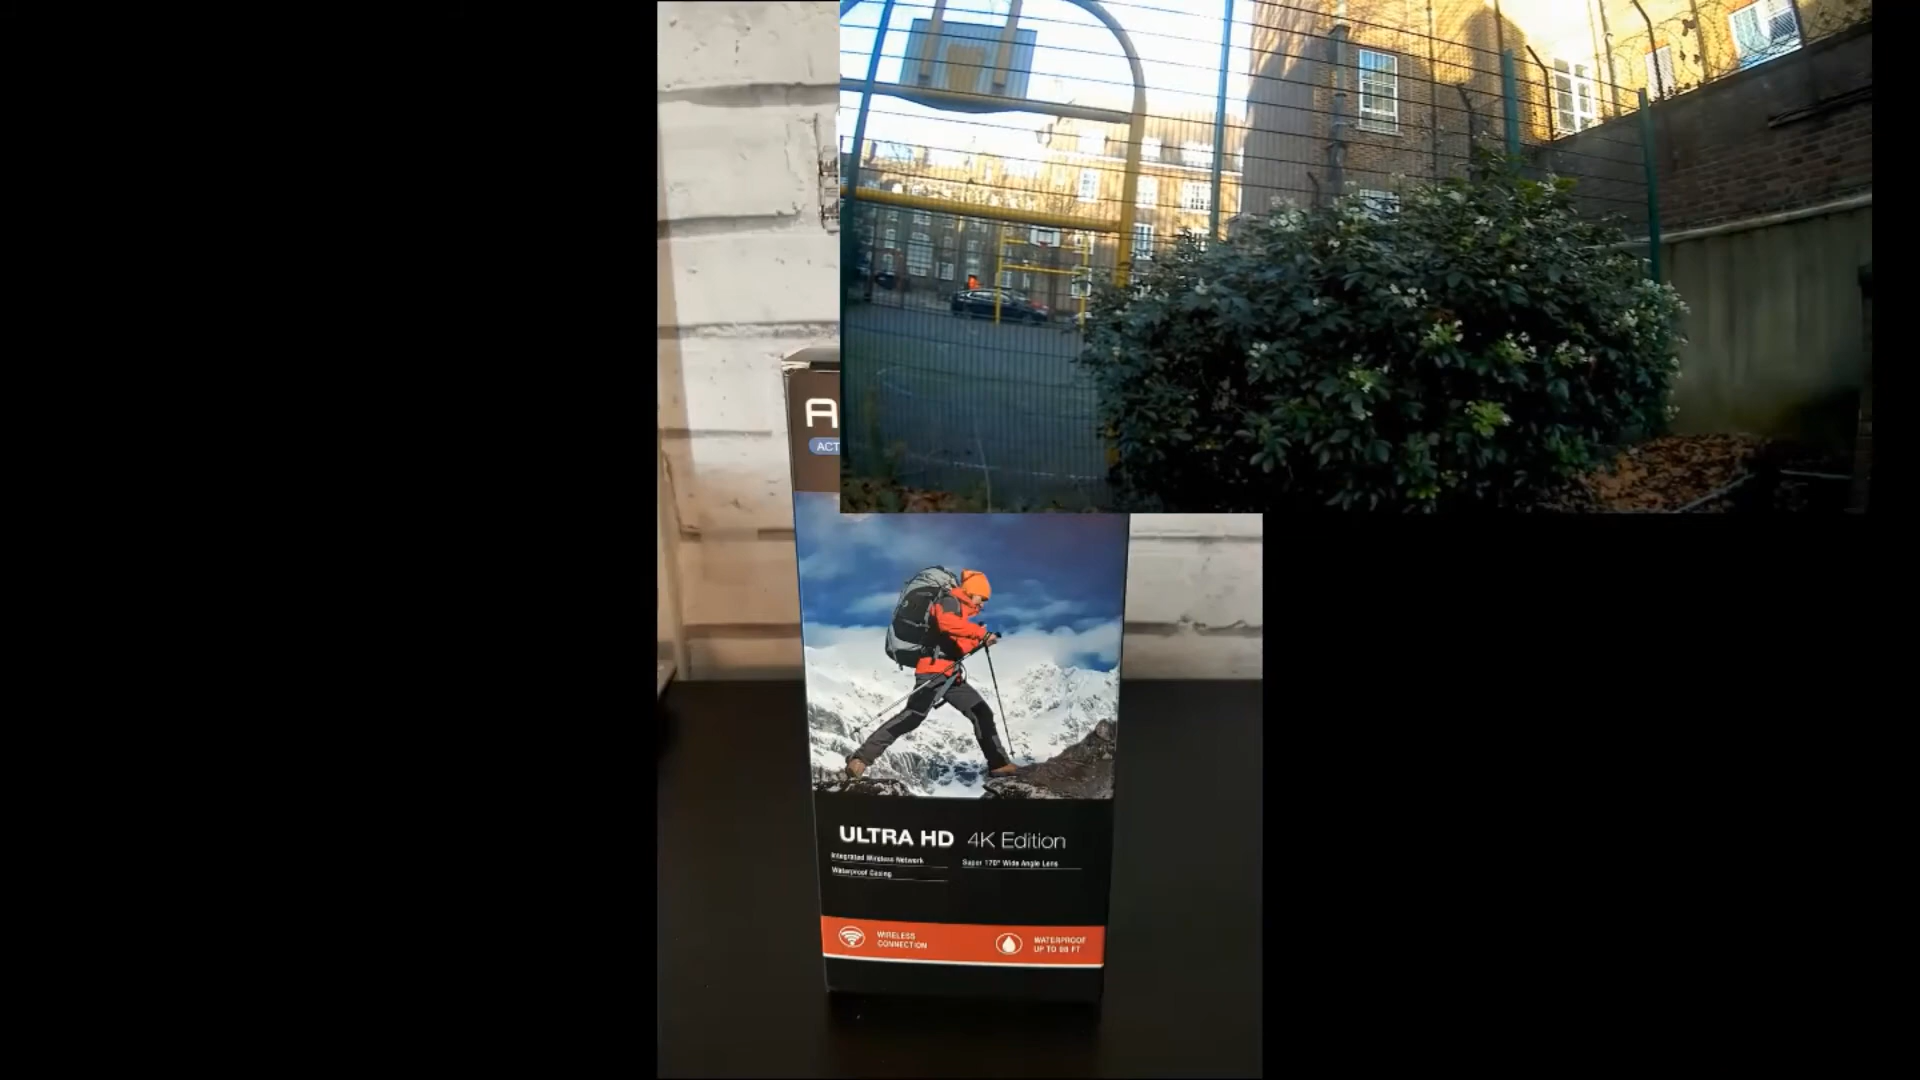 A
ACT
ULTRA HD 4K Edition
Integrated Wireless Network
Super 170° Wide Angle Lens
Waterproof Casing
WIRELESS
CONNECTION
WATERPROOF
UP TO 98 FT